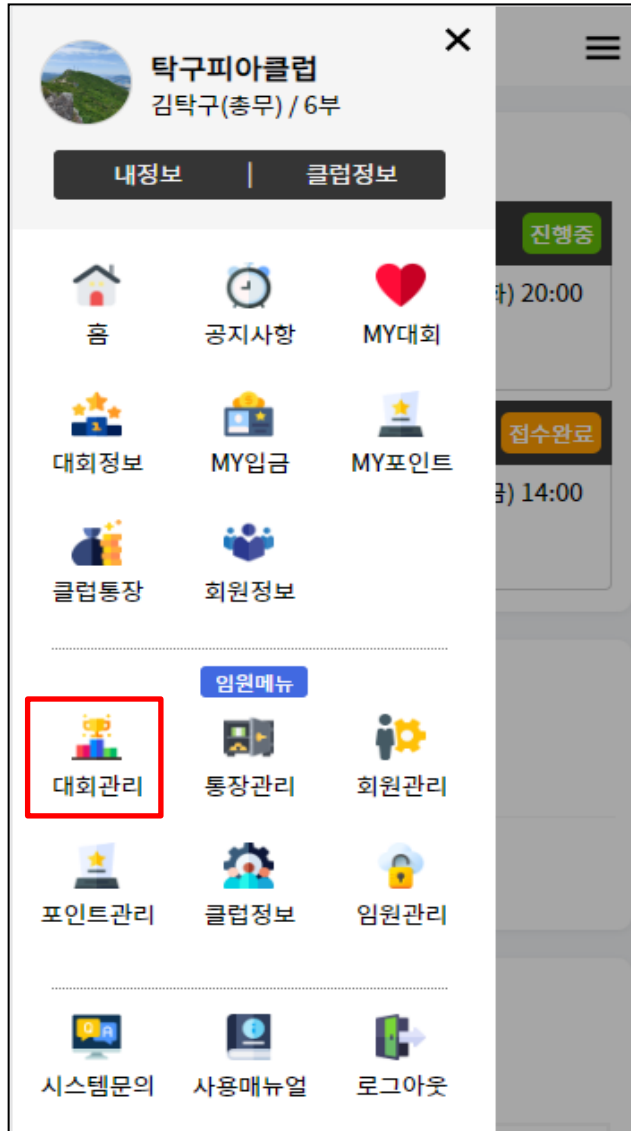 탁구피아클럽
김탁구(총무) / 6부
내정보 | 클럽정보
진행중
20:00
홈 공지사항 MY대회
접수완료
대회정보 MY입금 MY포인트
14:00
클럽통장 회원정보
임원메뉴
대회관리 통장관리 회원관리
포인트관리 클럽정보 임원관리
Q A
시스템문의 사용매뉴얼 로그아웃